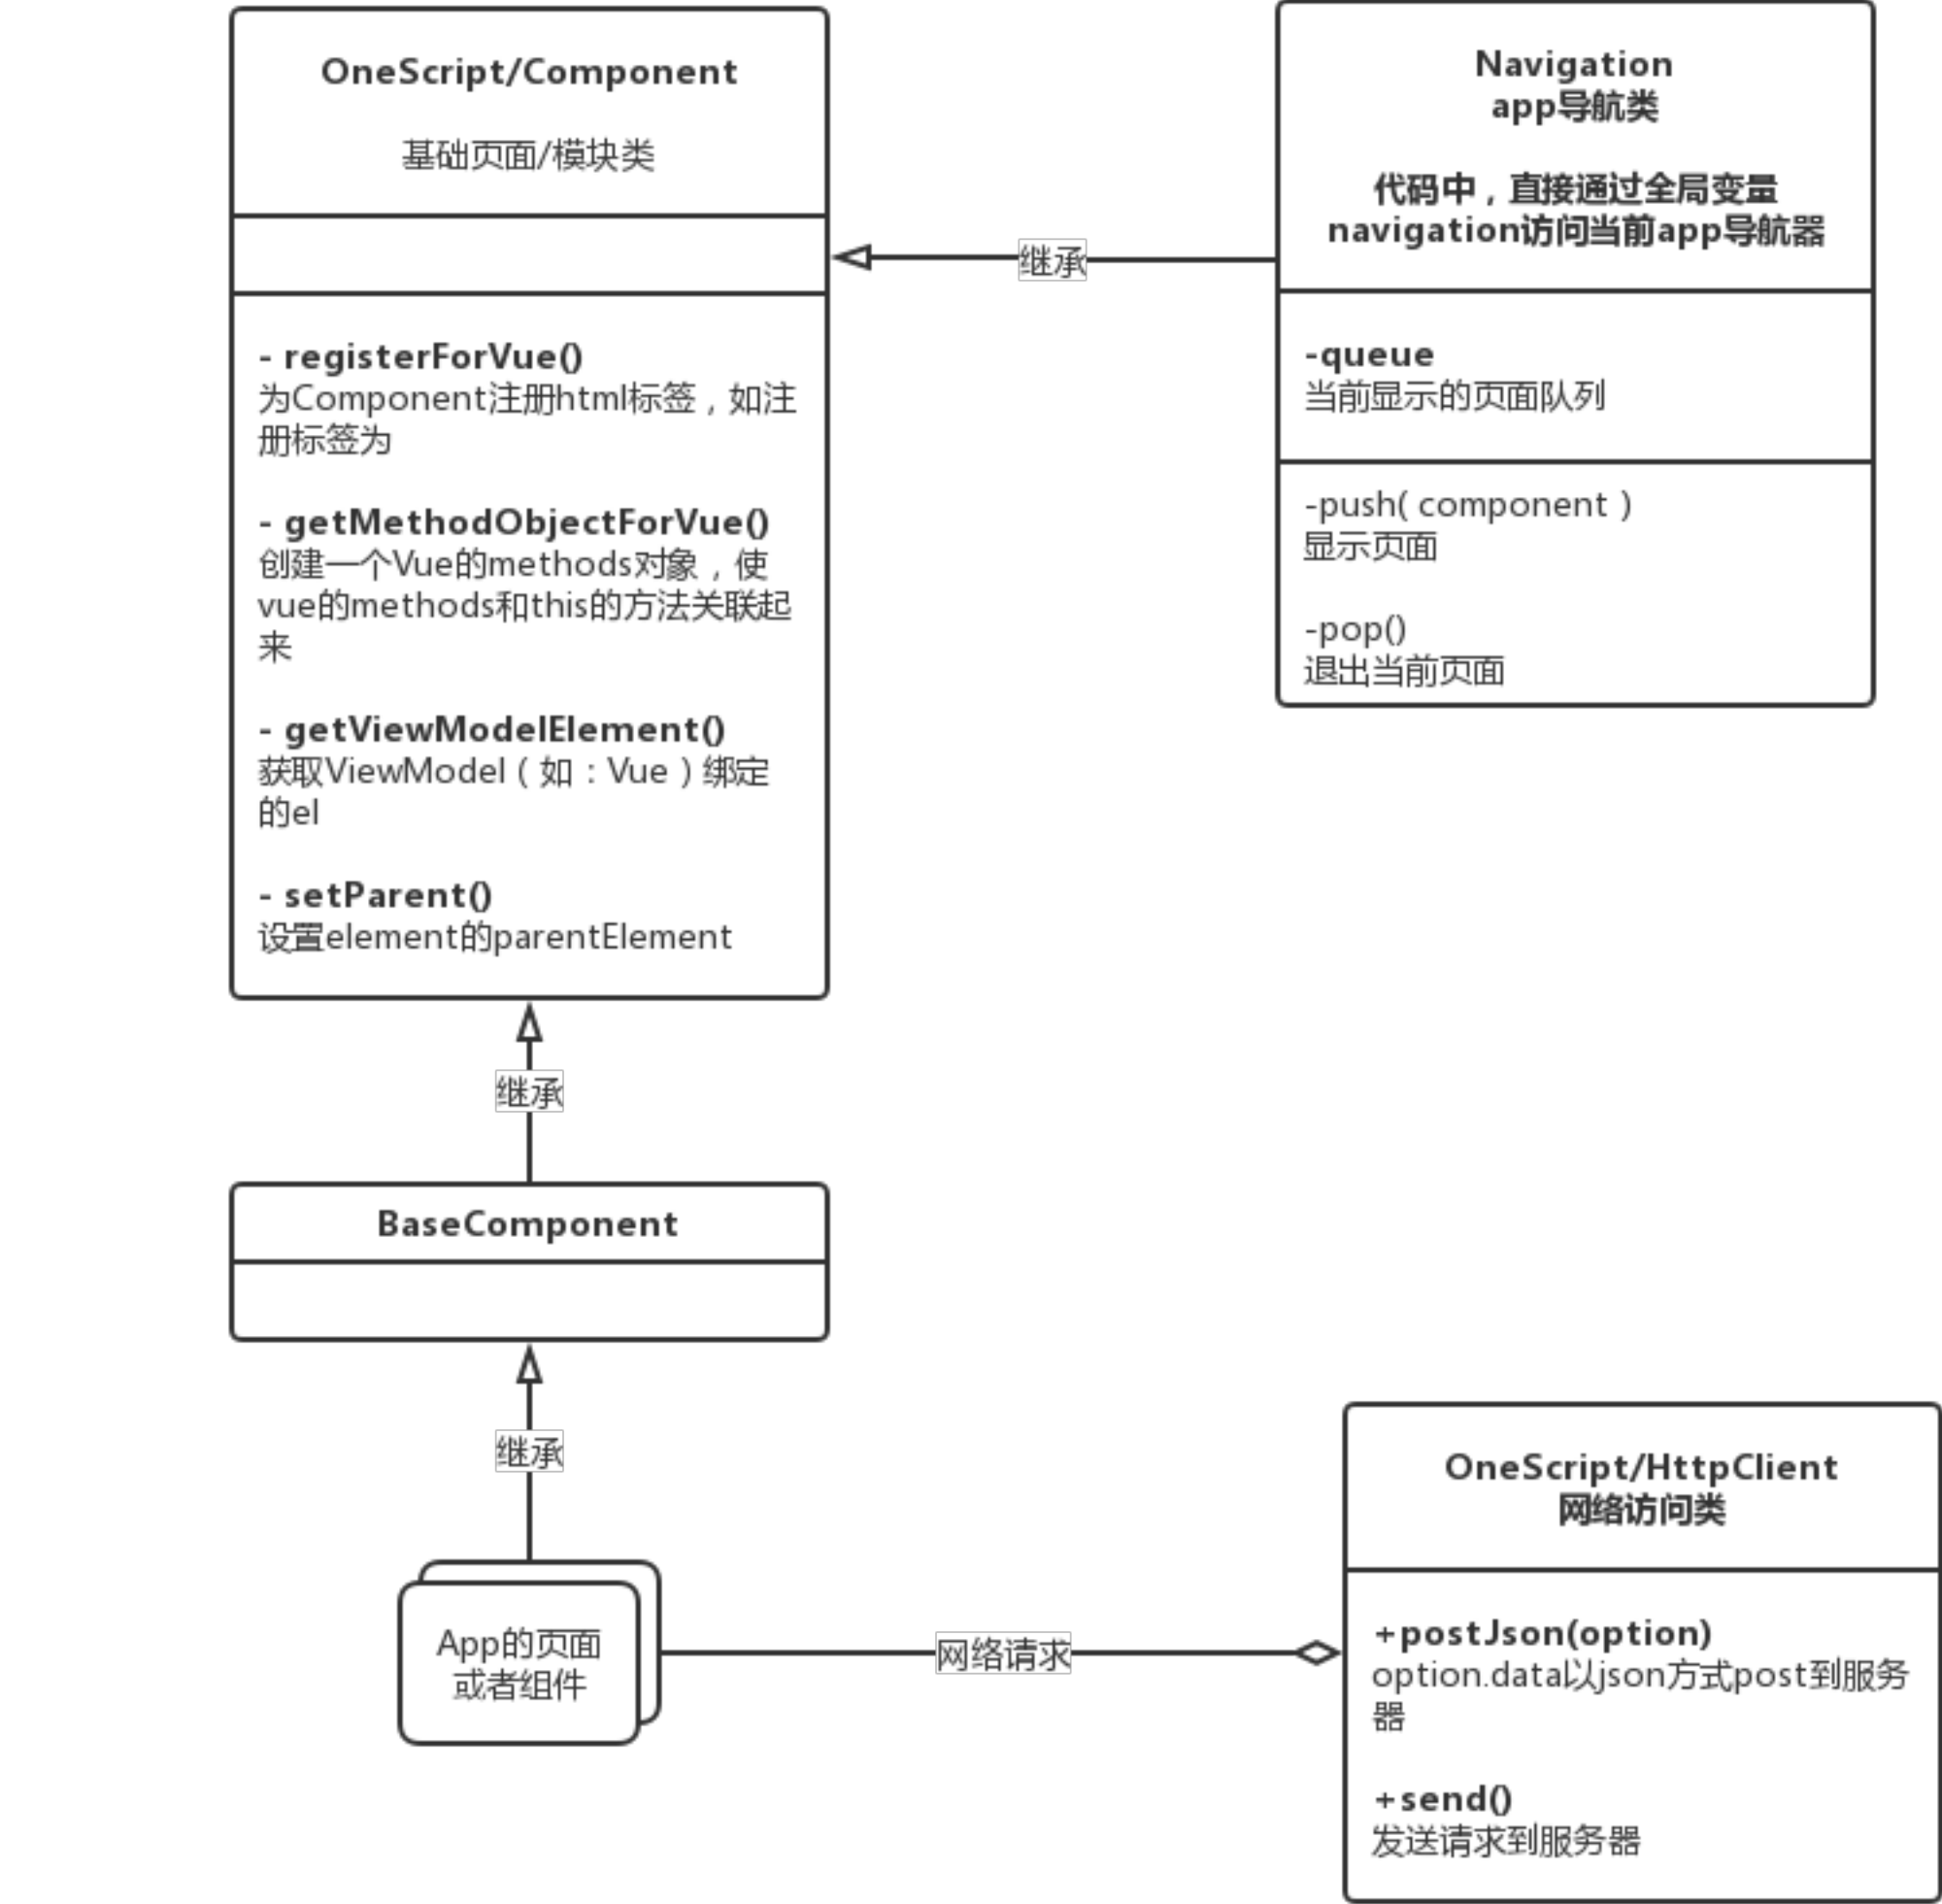 OneScript/Component
基础页面/模块类
- registerForVue()
为Component注册html标签，如注
册标签为
- getMethodObjectForVue()
创建一个Vue的methods对象，使
vue的methods和this的方法关联起
来
- getViewModelElement()
获取ViewModel（如：Vue）绑定
的el
- setParent()
设置element的parentElement
继承
Navigation
app导航类
代码中，直接通过全局变量
navigation访问当前app导航器
-queue
当前显示的页面队列
-push( component )
显示页面
-pop()
退出当前页面
继承
BaseComponent
继承
App的页面
或者组件
网络请求
OneScript/HttpClient
网络访问类
+postJson(option)
option.data以json方式post到服务
器
+send()
发送请求到服务器